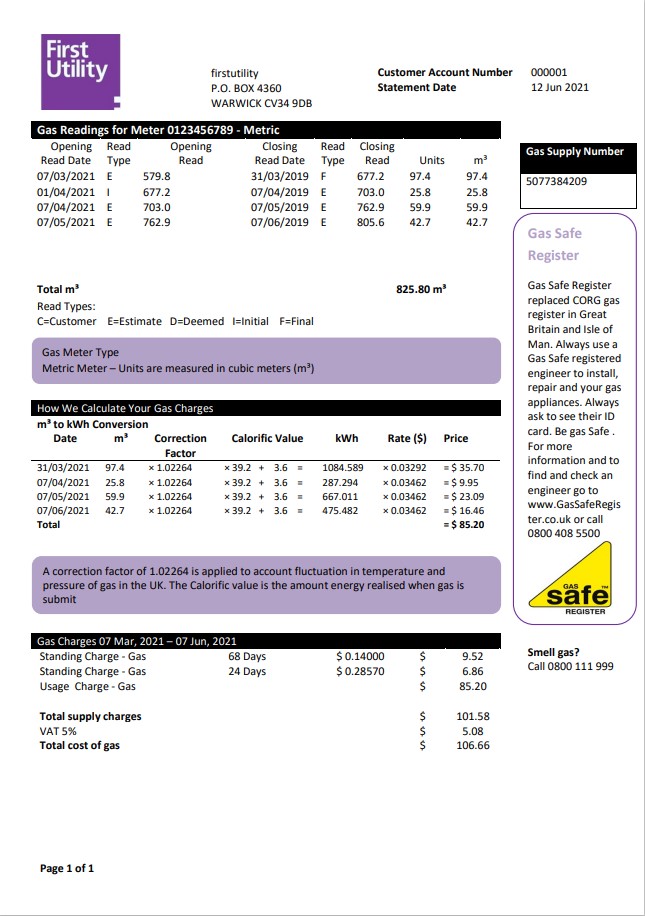 First
Utility
firstutility
P.O. BOX 4360
WARWICK CV34 9DB
Customer Account Number 000001
Statement Date 12 Jun 2021
Gas Readings for Meter 0123456789 - Metric
Opening Read Opening Closing Read Closing
Read Date Type Read Read Date Type Read Units m³
07/03/2021 E 579.8 31/03/2019 F 677.2 97.4 97.4
01/04/2021 I 677.2 07/04/2019 E 703.0 25.8 25.8
07/04/2021 E 703.0 07/05/2019 E 762.9 59.9 59.9
07/05/2021 E 762.9 07/06/2019 E 805.6 42.7 42.7
Total m³ 825.80 m³
Read Types:
C=Customer E=Estimate D=Deemed I=Initial F=Final
Gas Meter Type
Metric Meter – Units are measured in cubic meters (m³)
How We Calculate Your Gas Charges
m³ to kWh Conversion
Date m³ Correction Calorific Value kWh Rate ($) Price
Factor
31/03/2021 97.4 × 1.02264 × 39.2 + 3.6 = 1084.589 × 0.03292 = $ 35.70
07/04/2021 25.8 × 1.02264 × 39.2 + 3.6 = 287.294 × 0.03462 = $ 9.95
07/05/2021 59.9 × 1.02264 × 39.2 + 3.6 = 667.011 × 0.03462 = $ 23.09
07/06/2021 42.7 × 1.02264 × 39.2 + 3.6 = 475.482 × 0.03462 = $ 16.46
Total = $ 85.20
A correction factor of 1.02264 is applied to account fluctuation in temperature and
pressure of gas in the UK. The Calorific value is the amount energy realised when gas is
submit
Gas Charges 07 Mar, 2021 – 07 Jun, 2021
Standing Charge - Gas 68 Days $ 0.14000 $ 9.52
Standing Charge - Gas 24 Days $ 0.28570 $ 6.86
Usage Charge - Gas $ 85.20
Total supply charges $ 101.58
VAT 5% $ 5.08
Total cost of gas $ 106.66
Page 1 of 1
Gas Supply Number
5077384209
Gas Safe
Register
Gas Safe Register
replaced CORG gas
register in Great
Britain and Isle of
Man. Always use a
Gas Safe registered
engineer to install,
repair and your gas
appliances. Always
ask to see their ID
card. Be gas Safe .
For more
information and to
find and check an
engineer go to
www.GasSafeRegis
ter.co.uk or call
0800 408 5500
GAS
safe™
REGISTER
Smell gas?
Call 0800 111 999